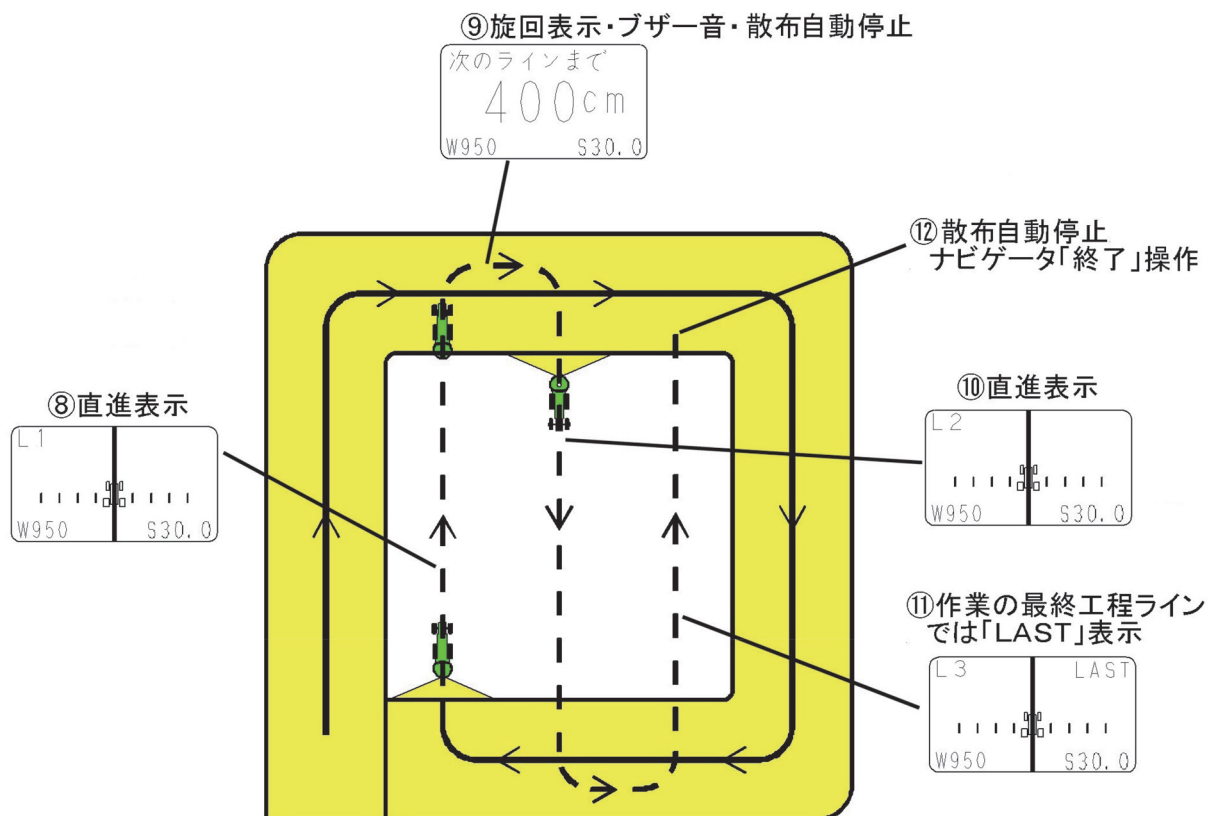 ⑨旋回表示・ブザー音・散布自動停止
次のラインまで
400cm
W950 S30.0
⑫散布自動停止
ナビゲータ「終了」操作
⑧直進表示
L1
W950 S30.0
⑩直進表示
L2
W950 S30.0
⑪作業の最終工程ライン
では「LAST」表示
L3 LAST
W950 S30.0